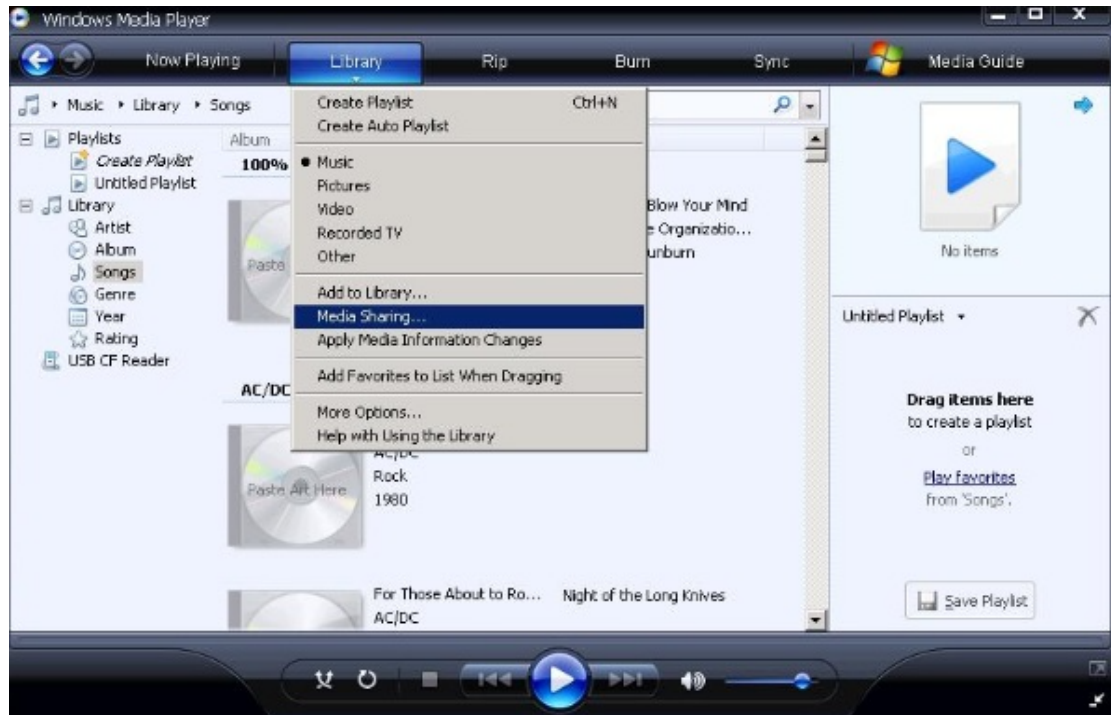 Windows Media Player
Now Playing
Library
Rip
Burn
Sync
Media Guide
Music Library Songs
Playlists
Create Playlist
Untitled Playlist
Library
Artist
Album
Songs
Genre
Year
Rating
USB CF Reader
Album
100%
Paste
Create Playlist Ctrl+N
Create Auto Playlist
Music
Pictures
Video
Recorded TV
Other
Add to Library...
Media Sharing...
Apply Media Information Changes
Add Favorites to List When Dragging
More Options...
Help with Using the Library
Blow Your Mind
Organizatio...
AC/DC
AC/DC
Paste Art Here
Rock
1980
For Those About to Ro... Night of the Long Knives
AC/DC
No items
Untitled Playlist
Drag items here
to create a playlist
or
Play favorites
from 'Songs'.
Save Playlist